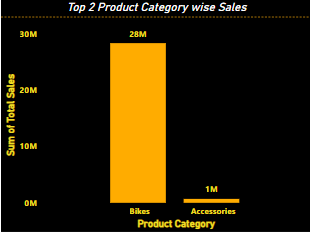 Top 2 Product Category wise Sales
30M
28M
20M
10M
1M
0M
Sum of Total Sales
Bikes
Accessories
Product Category